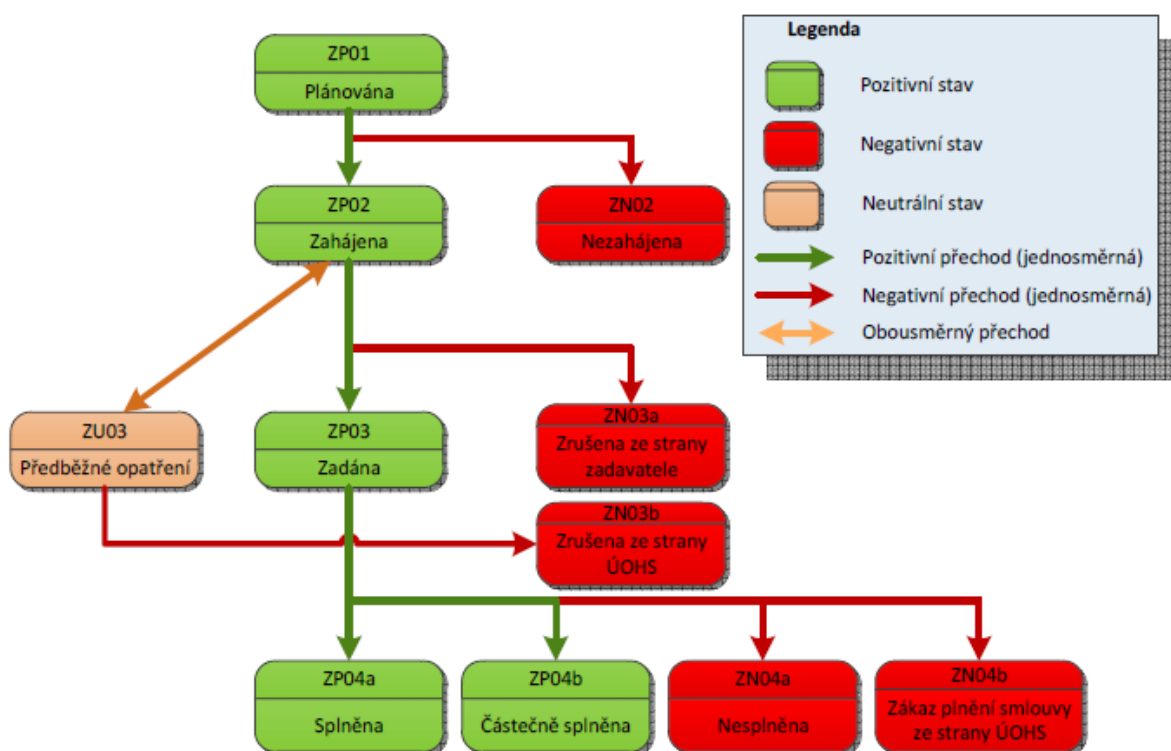 ZP01
Plánována
Legenda
Pozitivní stav
Negativní stav
Neutrální stav
Pozitivní přechod (jednosměrná)
Negativní přechod (jednosměrná)
Obousměrný přechod
ZP02
Zahájena
ZN02
Nezahájena
ZU03
Předběžné opatření
ZP03
Zadána
ZN03a
Zrušena ze strany
zadavatele
ZN03b
Zrušena ze strany
ÚOHS
ZP04a
Splněna
ZP04b
Částečně splněna
ZN04a
Nesplněna
ZN04b
Zákaz plnění smlouvy
ze strany ÚOHS